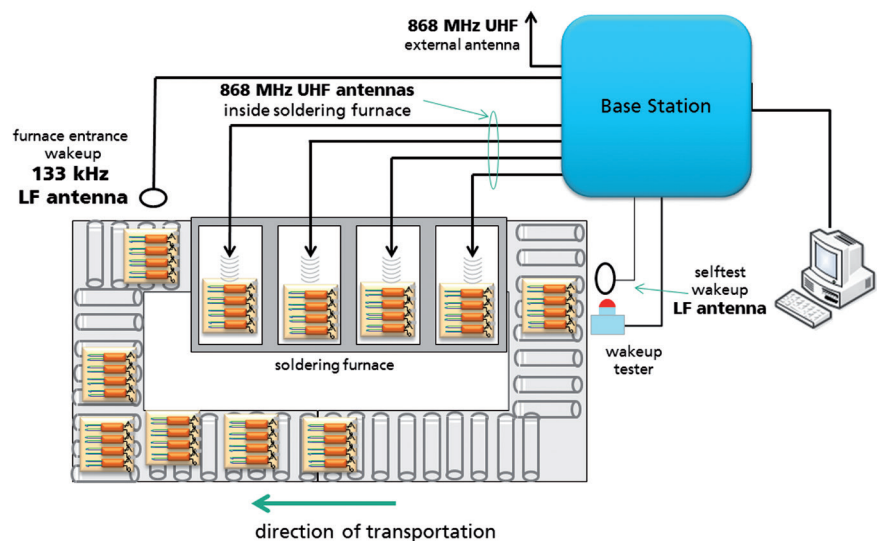 868 MHz UHF
external antenna
868 MHz UHF antennas
inside soldering furnace
Base Station
furnace entrance
wakeup
133 kHz
LF antenna
selftest
wakeup
LF antenna
wakeup
tester
soldering furnace
direction of transportation